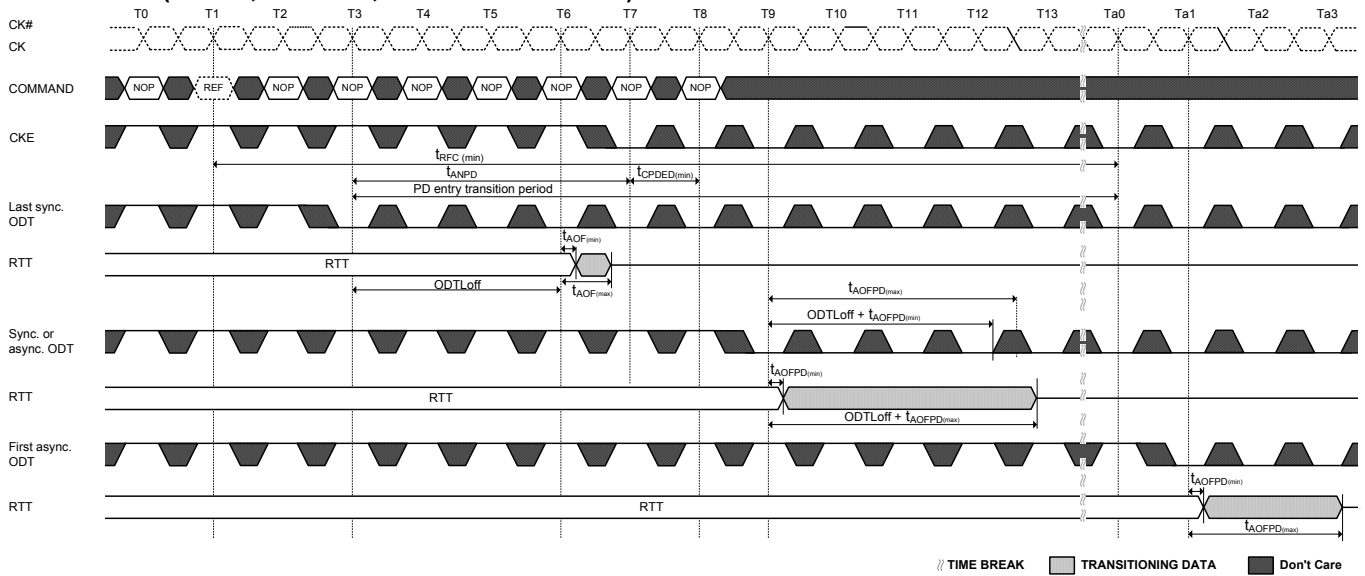 T0 T1 T2 T3 T4 T5 T6 T7 T8 T9 T10 T11 T12 T13 Ta0 Ta1 Ta2 Ta3
CK#
CK
COMMAND NOP REF NOP NOP NOP NOP NOP NOP NOP
CKE
tRFC (min)
tANPD tCPDED(min)
PD entry transition period
Last sync.
ODT
tAOF(min)
RTT RTT
ODTLoff tAOF(max)
tAOFPD(max)
ODTLoff + tAOFPD(min)
Sync. or
async. ODT
tAOFPD(min)
RTT RTT
ODTLoff + tAOFPD(max)
First async.
ODT
tAOFPD(min)
RTT RTT
tAOFPD(max)
TIME BREAK TRANSITIONING DATA Don't Care